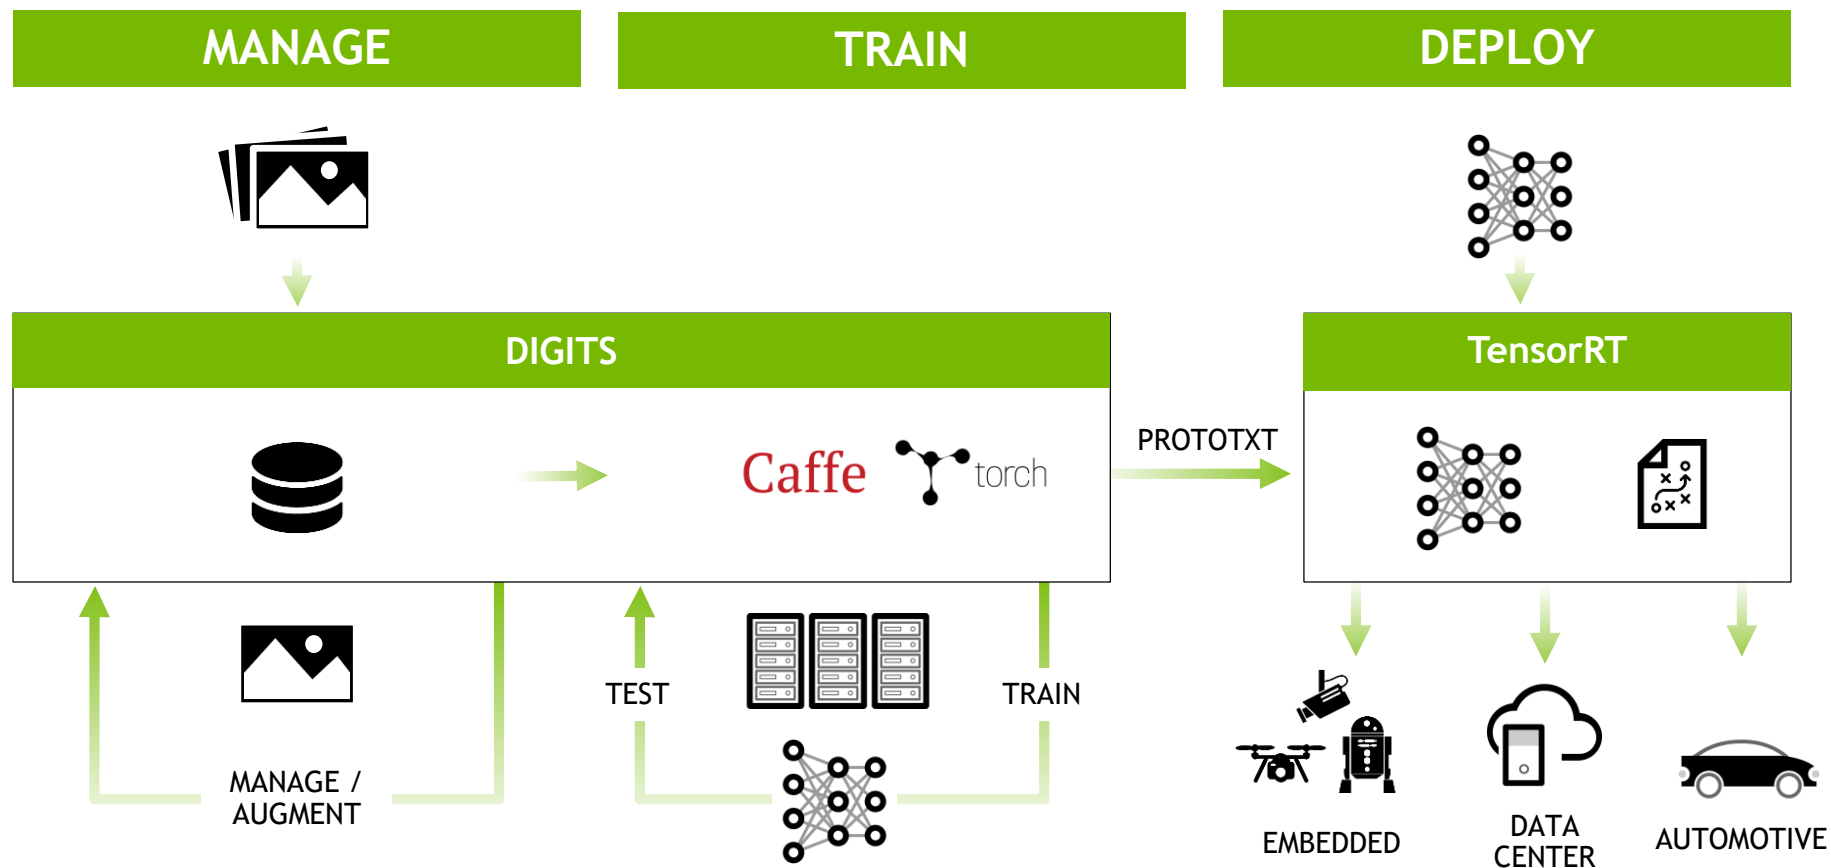 MANAGE
TRAIN
DEPLOY
DIGITS
TensorRT
Caffe
torch
PROTOTXT
TEST
TRAIN
MANAGE /
AUGMENT
EMBEDDED
DATA
CENTER
AUTOMOTIVE